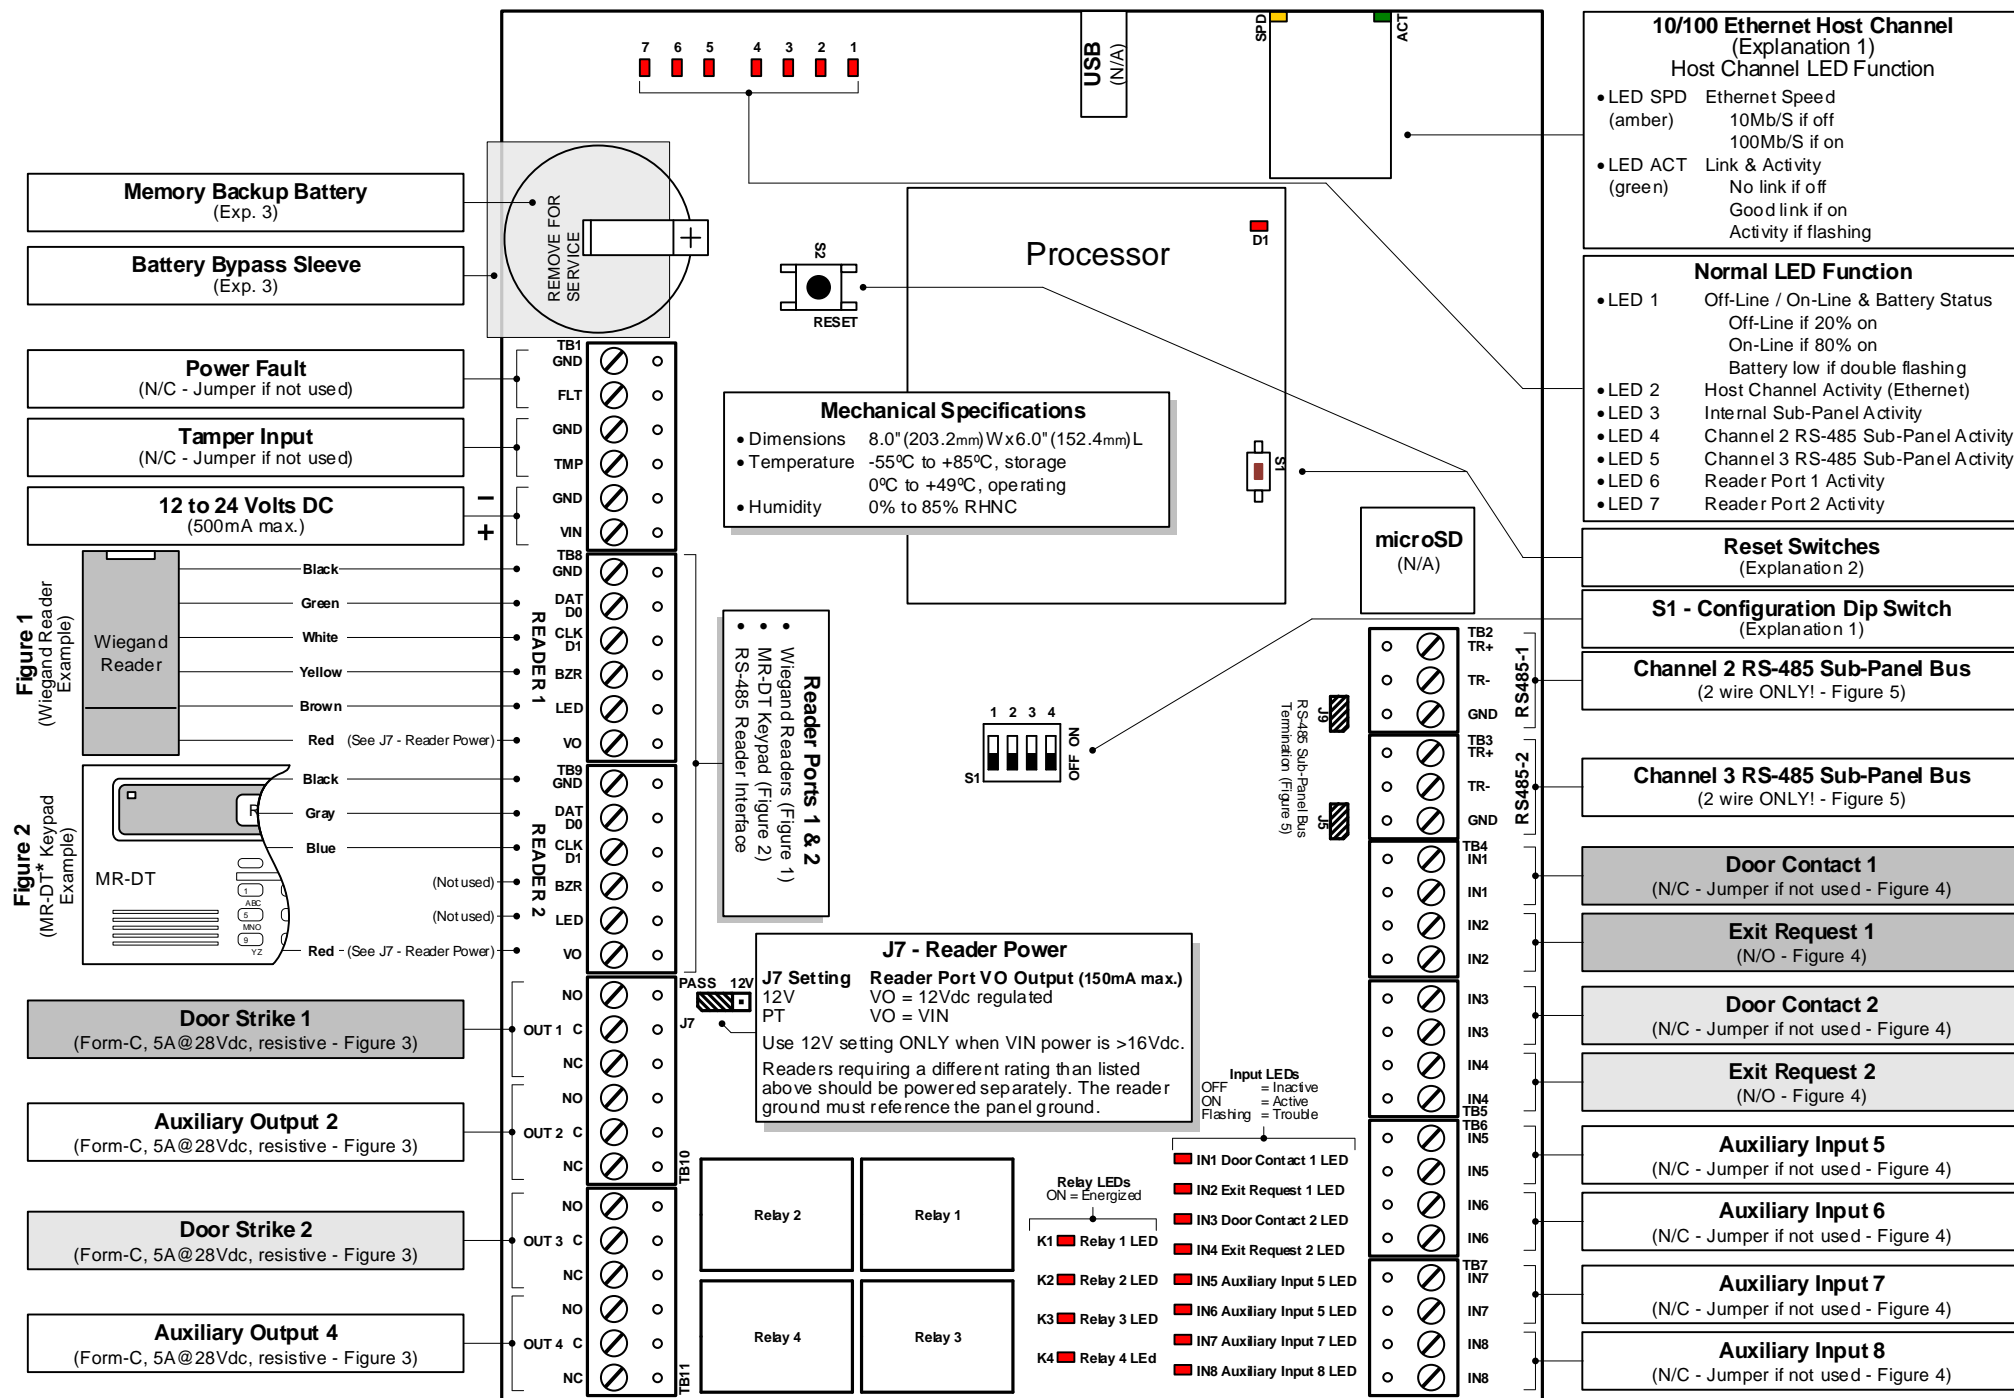 7 6 5 4 3 2 1
USB
(N/A)
SPD
ACT
10/100 Ethernet Host Channel
(Explanation 1)
Host Channel LED Function
• LED SPD Ethernet Speed
(amber) 10Mb/S if off
100Mb/S if on
• LED ACT Link & Activity
(green) No link if off
Good link if on
Activity if flashing
Normal LED Function
• LED 1 Off-Line / On-Line & Battery Status
Off-Line if 20% on
On-Line if 80% on
Battery low if double flashing
• LED 2 Host Channel Activity (Ethernet)
• LED 3 Internal Sub-Panel Activity
• LED 4 Channel 2 RS-485 Sub-Panel Activity
• LED 5 Channel 3 RS-485 Sub-Panel Activity
• LED 6 Reader Port 1 Activity
• LED 7 Reader Port 2 Activity
Reset Switches
(Explanation 2)
S1 - Configuration Dip Switch
(Explanation 1)
Channel 2 RS-485 Sub-Panel Bus
(2 wire ONLY! - Figure 5)
Channel 3 RS-485 Sub-Panel Bus
(2 wire ONLY! - Figure 5)
Door Contact 1
(N/C - Jumper if not used - Figure 4)
Exit Request 1
(N/O - Figure 4)
Door Contact 2
(N/C - Jumper if not used - Figure 4)
Exit Request 2
(N/O - Figure 4)
Auxiliary Input 5
(N/C - Jumper if not used - Figure 4)
Auxiliary Input 6
(N/C - Jumper if not used - Figure 4)
Auxiliary Input 7
(N/C - Jumper if not used - Figure 4)
Auxiliary Input 8
(N/C - Jumper if not used - Figure 4)
Memory Backup Battery
(Exp. 3)
Battery Bypass Sleeve
(Exp. 3)
Power Fault
(N/C - Jumper if not used)
Tamper Input
(N/C - Jumper if not used)
12 to 24 Volts DC
(500mA max.)
−
+
REMOVE FOR
SERVICE
+
S2
RESET
Processor
D1
S1
Mechanical Specifications
• Dimensions 8.0"(203.2mm)Wx6.0"(152.4mm)L
• Temperature -55ºC to +85ºC, storage
0ºC to +49ºC, operating
• Humidity 0% to 85% RHNC
microSD
(N/A)
TB1
GND
FLT
GND
TMP
GND
VIN
TB8
GND
DAT
D0
CLK
D1
BZR
LED
VO
READER 1
TB9
GND
DAT
D0
CLK
D1
BZR
LED
VO
READER 2
Figure 1
(Wiegand Reader
Example)
Wiegand
Reader
Black
Green
White
Yellow
Brown
Red (See J7 - Reader Power)
Figure 2
(MR-DT* Keypad
Example)
MR-DT
R
1
ABC
5
MNO
9
YZ
Black
Gray
Blue
(Not used)
(Not used)
Red (See J7 - Reader Power)
Reader Ports 1 & 2
• Wiegand Readers (Figure 1)
• MR-DT Keypad (Figure 2)
• RS-485 Reader Interface
1 2 3 4
ON
OFF
S1
J9
RS-485 Sub-Panel Bus
Termination (Figure 5)
J5
TB2
TR+
TR-
GND
RS485-1
TB3
TR+
TR-
GND
RS485-2
TB4
IN1
IN1
IN2
IN2
IN3
IN3
IN4
IN4
TB5
TB6
IN5
IN5
IN6
IN6
TB7
IN7
IN7
IN8
IN8
PASS 12V
J7
J7 - Reader Power
J7 Setting Reader Port VO Output (150mA max.)
12V VO = 12Vdc regulated
PT VO = VIN
Use 12V setting ONLY when VIN power is >16Vdc.
Readers requiring a different rating than listed
above should be powered separately. The reader
ground must reference the panel ground.
Door Strike 1
(Form-C, 5A@28Vdc, resistive - Figure 3)
Auxiliary Output 2
(Form-C, 5A@28Vdc, resistive - Figure 3)
Door Strike 2
(Form-C, 5A@28Vdc, resistive - Figure 3)
Auxiliary Output 4
(Form-C, 5A@28Vdc, resistive - Figure 3)
NO
OUT 1 C
NC
NO
OUT 2 C
NC
TB10
NO
OUT 3 C
NC
NO
OUT 4 C
NC
TB11
Relay 2
Relay 1
Relay 4
Relay 3
Relay LEDs
ON = Energized
K1 Relay 1 LED
K2 Relay 2 LED
K3 Relay 3 LED
K4 Relay 4 LEd
Input LEDs
OFF = Inactive
ON = Active
Flashing = Trouble
IN1 Door Contact 1 LED
IN2 Exit Request 1 LED
IN3 Door Contact 2 LED
IN4 Exit Request 2 LED
IN5 Auxiliary Input 5 LED
IN6 Auxiliary Input 5 LED
IN7 Auxiliary Input 7 LED
IN8 Auxiliary Input 8 LED